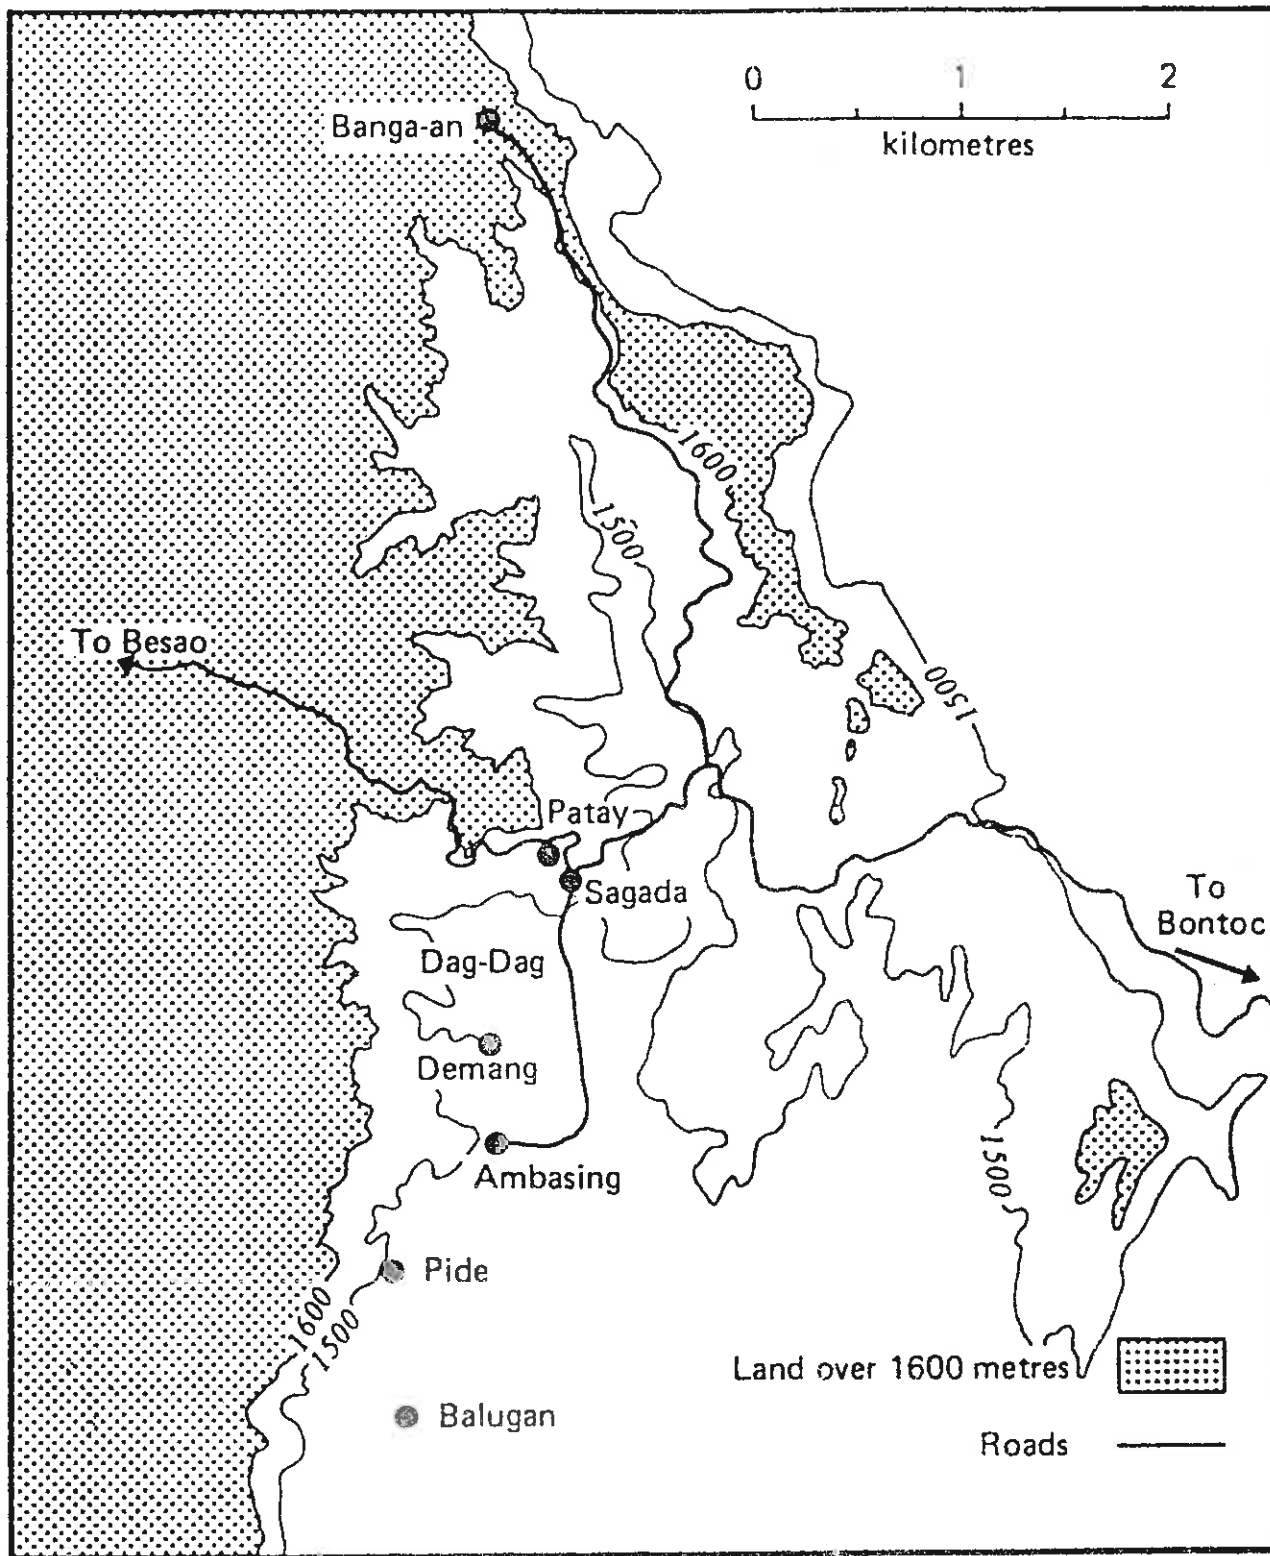 0 1 2
kilometres
Banga-an
1600
1500
To Besao
1500
Patay
Sagada
To
Bontoc
Dag-Dag
Demang
Ambasing
1500
Pide
1600
1500
Land over 1600 metres
Balugan
Roads